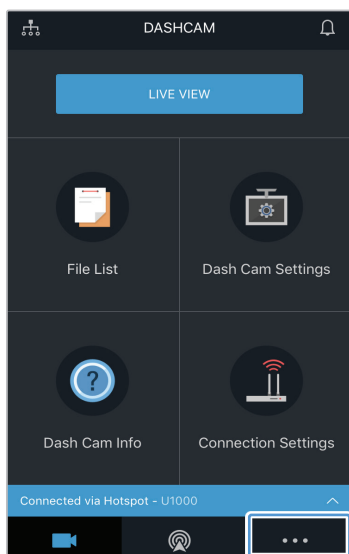 DASHCAM
LIVE VIEW
File List
Dash Cam Settings
?
Dash Cam Info
Connection Settings
Connected via Hotspot - U1000